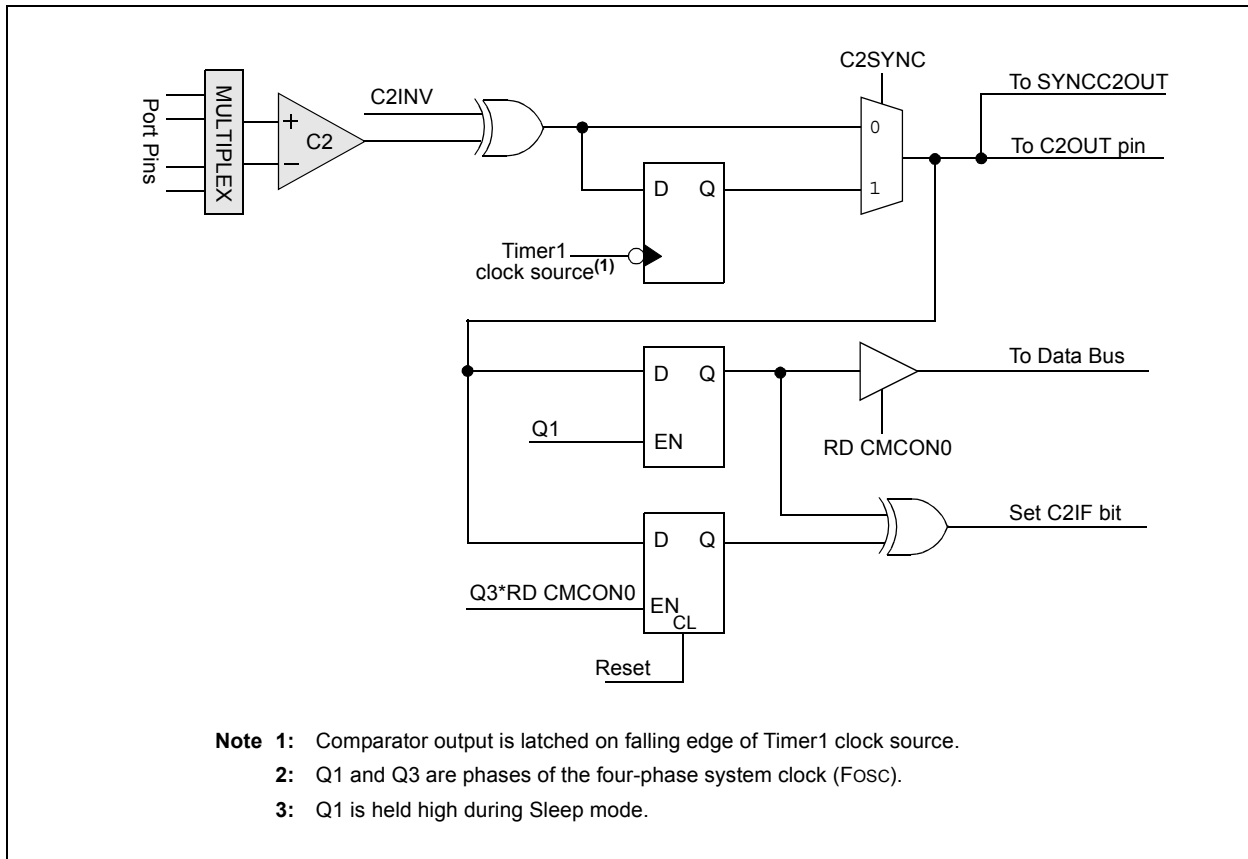 C2SYNC
To SYNCC2OUT
Port Pins
MULTIPLEX
+
−
C2
C2INV
0
1
To C2OUT pin
D Q
Timer1
clock source(1)
D Q
Q1
EN
To Data Bus
RD CMCON0
D Q
Set C2IF bit
Q3*RD CMCON0
EN
CL
Reset
Note 1: Comparator output is latched on falling edge of Timer1 clock source.
2: Q1 and Q3 are phases of the four-phase system clock (FOSC).
3: Q1 is held high during Sleep mode.